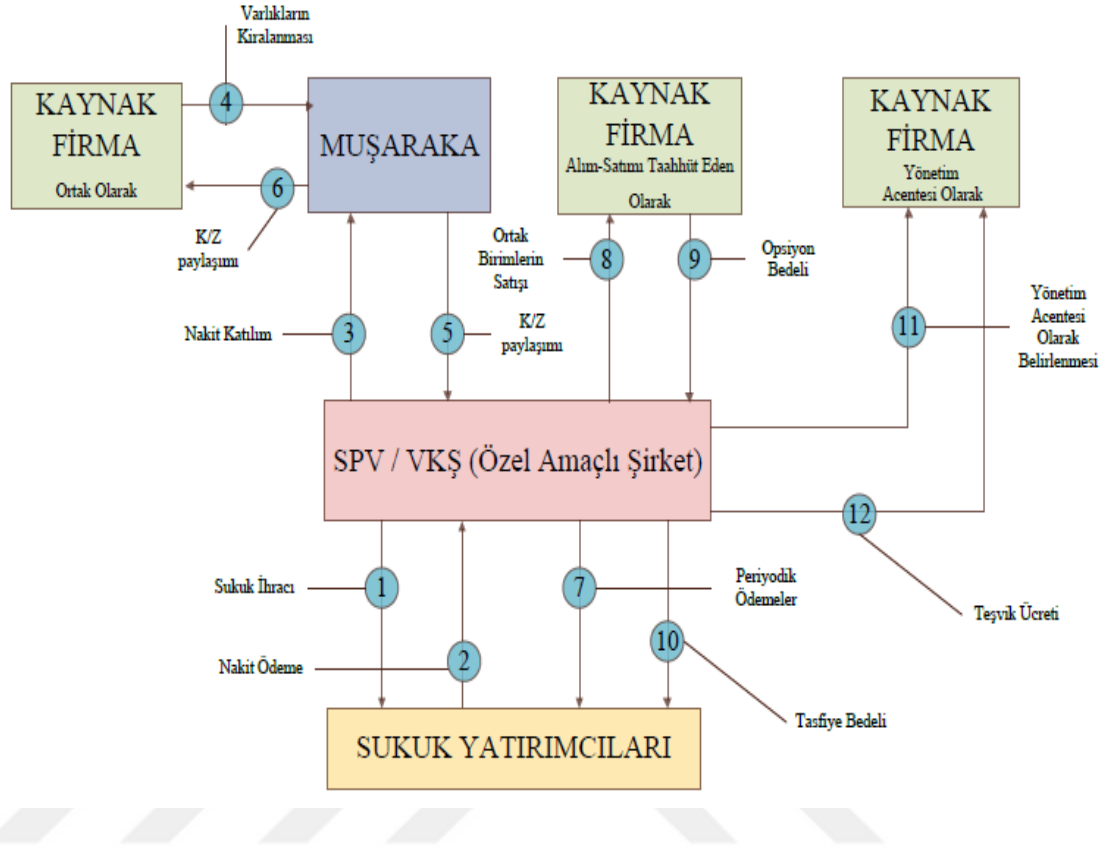 Varlıkların
Kiralanması
KAYNAK
FİRMA
Ortak Olarak
4
MUŞARAKA
KAYNAK
FİRMA
Alım-Satımı Taahhüt Eden
Olarak
KAYNAK
FİRMA
Yönetim
Acentesi Olarak
6
K/Z
paylaşımı
Nakit Katılım
3
5
K/Z
paylaşımı
Ortak
Birimlerin
Satışı
8
9
Opsiyon
Bedeli
11
Yönetim
Acentesi
Olarak
Belirlenmesi
SPV / VKŞ (Özel Amaçlı Şirket)
12
Teşvik Ücreti
Sukuk İhracı
1
Nakit Ödeme
2
7
Periyodik
Ödemeler
10
Tasfiye Bedeli
SUKUK YATIRIMCILARI